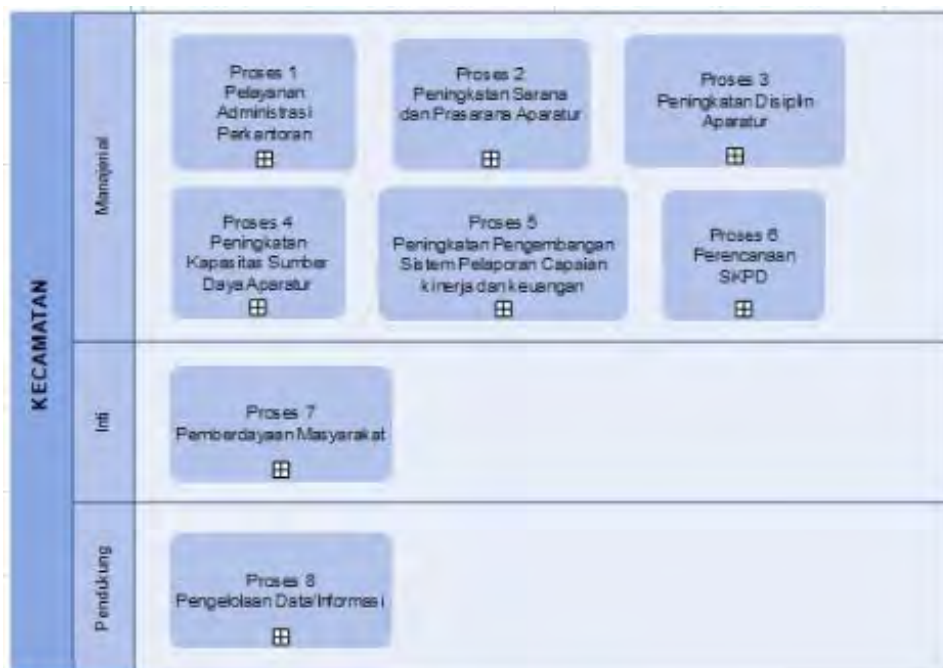 KECAMATAN
Manajerial
Proses 1
Pelayanan
Administrasi
Perkantoran
Proses 2
Peningkatan Sarana
dan Prasarana Aparatur
Proses 3
Peningkatan Disiplin
Aparatur
Proses 4
Peningkatan
Kapasitas Sumber
Daya Aparatur
Proses 5
Peningkatan Pengembangan
Sistem Pelaporan Capaian
kinerja dan keuangan
Proses 6
Perencanaan
SKPD
Inti
Proses 7
Pemberdayaan Masyarakat
Pendukung
Proses 8
Pengelolaan Data/Informasi